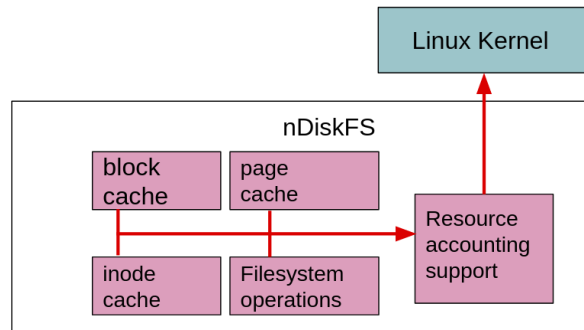 Linux Kernel
nDiskFS
block
cache
page
cache
Resource
accounting
support
inode
cache
Filesystem
operations